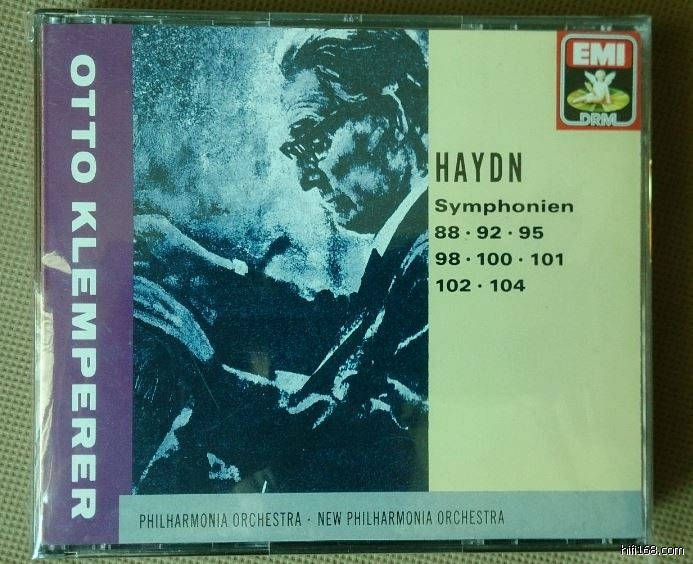 OTTO KLEMPERER
EMI
DRM
HAYDN
Symphonien
88 · 92 · 95
98 · 100 · 101
102 · 104
PHILHARMONIA ORCHESTRA · NEW PHILHARMONIA ORCHESTRA
hifi168.com